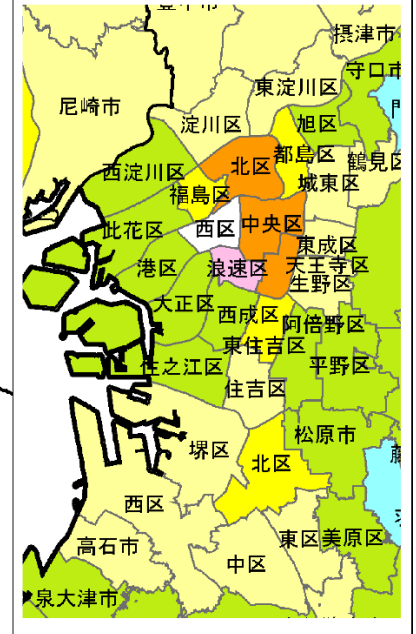 摂津市
守口市
東淀川区
尼崎市
淀川区
旭区
都島区
鶴見区
西淀川区
北区
城東区
福島区
此花区
西区
中央区
東成区
港区
浪速区
天王寺区
生野区
大正区
西成区
阿倍野区
東住吉区
平野区
住之江区
住吉区
松原市
堺区
北区
西区
東区
美原区
高石市
中区
泉大津市